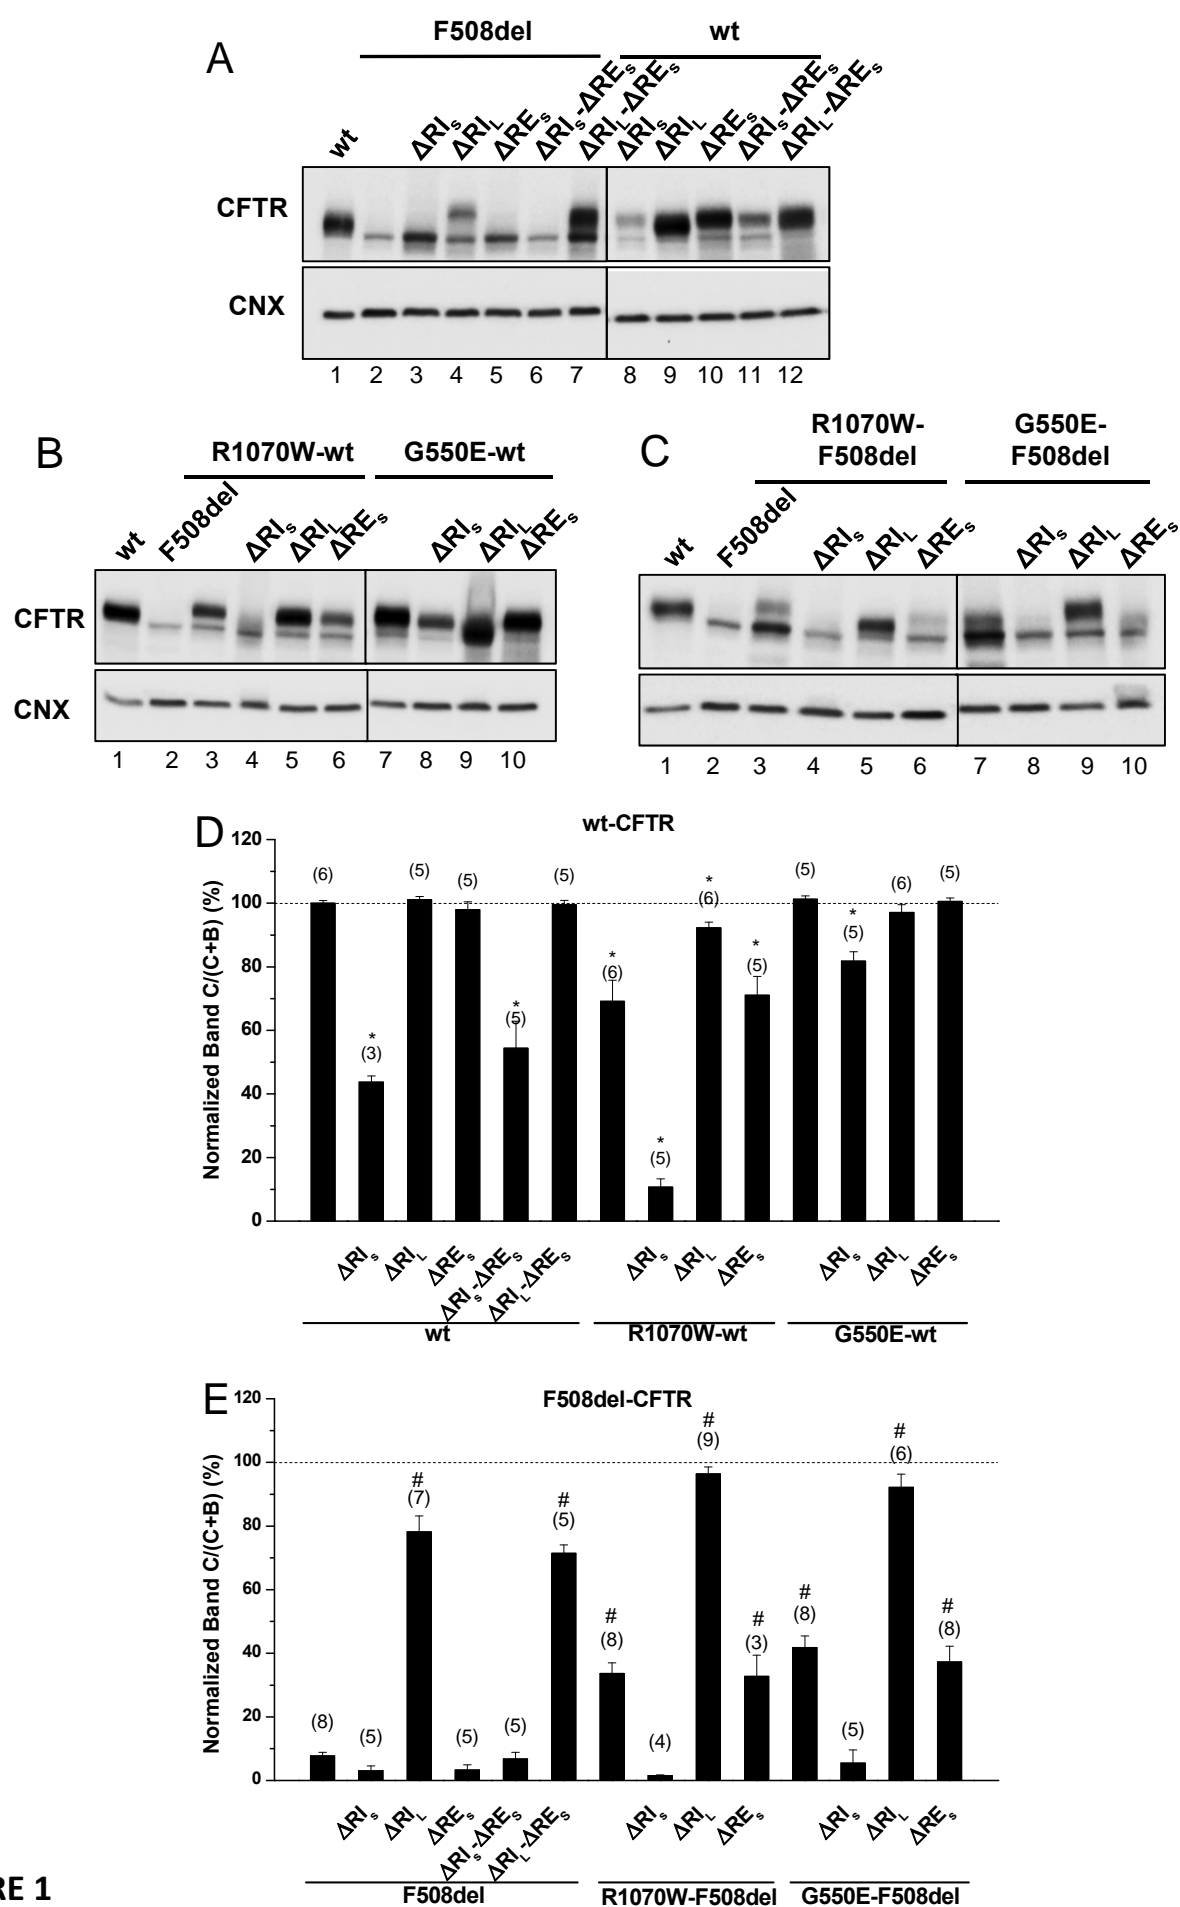 A
F508del wt
wt ΔRIs ΔRIL ΔREs ΔRIs-ΔREs ΔRIL-ΔREs ΔRIs ΔRIL ΔREs ΔRIs-ΔREs ΔRIL-ΔREs
CFTR
CNX
1 2 3 4 5 6 7 8 9 10 11 12
B
R1070W-wt G550E-wt
wt F508del ΔRIs ΔRIL ΔREs ΔRIs ΔRIL ΔREs
CFTR
CNX
1 2 3 4 5 6 7 8 9 10
C
R1070W-
F508del
G550E-
F508del
wt F508del ΔRIs ΔRIL ΔREs ΔRIs ΔRIL ΔREs
1 2 3 4 5 6 7 8 9 10
D
wt-CFTR
Normalized Band C/(C+B) (%)
120
100
80
60
40
20
0
(6) * (3) (5) (5) * (5) (5) * (6) * (5) * (6) * (5) (5) * (5) (6) (5)
ΔRIs ΔRIL ΔREs ΔRIs-ΔREs ΔRIL-ΔREs ΔRIs ΔRIL ΔREs ΔRIs ΔRIL ΔREs
wt R1070W-wt G550E-wt
E
F508del-CFTR
Normalized Band C/(C+B) (%)
120
100
80
60
40
20
0
(8) (5) # (7) (5) (5) # (5) # (8) (4) # (9) # (3) # (8) (5) # (6) # (8)
ΔRIs ΔRIL ΔREs ΔRIs-ΔREs ΔRIL-ΔREs ΔRIs ΔRIL ΔREs ΔRIs ΔRIL ΔREs
F508del R1070W-F508del G550E-F508del
RE 1